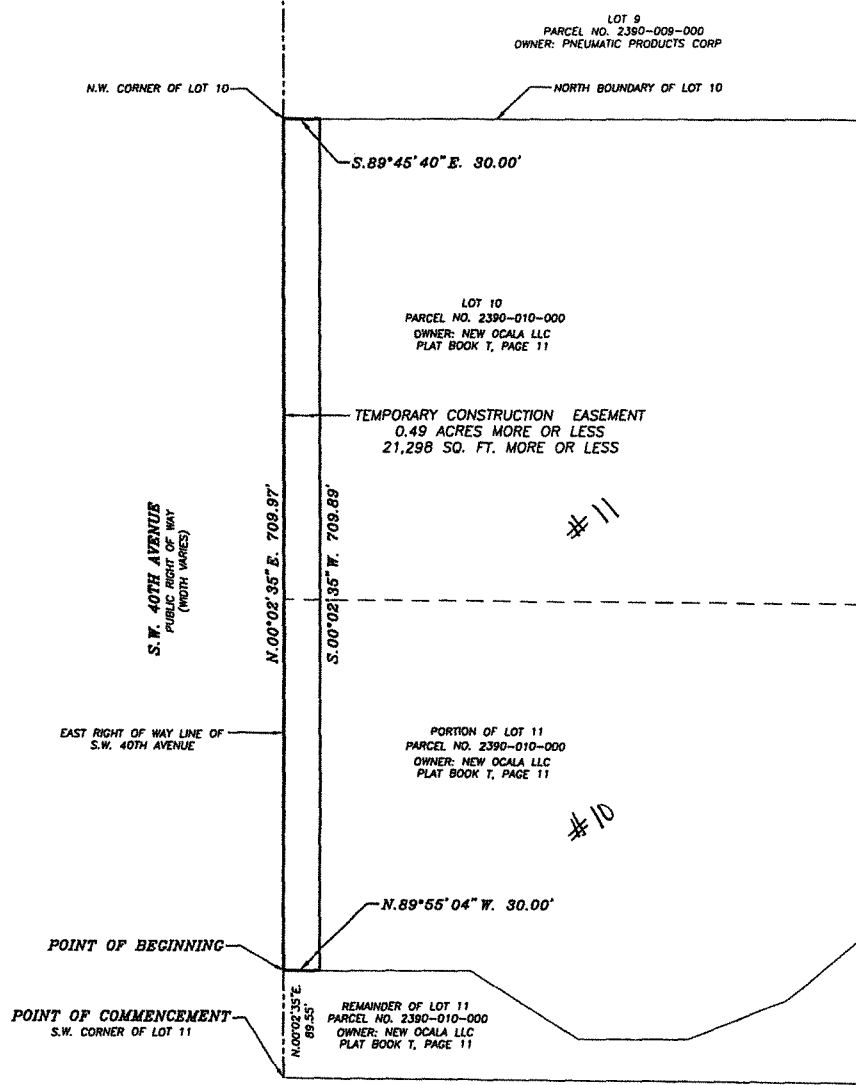 LOT 9
PARCEL NO. 2390-009-000
OWNER: PNEUMATIC PRODUCTS CORP
N.W. CORNER OF LOT 10
NORTH BOUNDARY OF LOT 10
S.89°45'40"E. 30.00'
LOT 10
PARCEL NO. 2390-010-000
OWNER: NEW OCALA LLC
PLAT BOOK T, PAGE 11
TEMPORARY CONSTRUCTION EASEMENT
0.49 ACRES MORE OR LESS
21,298 SQ. FT. MORE OR LESS
#11
S.W. 40TH AVENUE
PUBLIC RIGHT OF WAY
(WIDTH VARIES)
N.00°02'35"E. 709.97'
S.00°02'35"W. 709.89'
EAST RIGHT OF WAY LINE OF
S.W. 40TH AVENUE
PORTION OF LOT 11
PARCEL NO. 2390-010-000
OWNER: NEW OCALA LLC
PLAT BOOK T, PAGE 11
#10
N.89°55'04"W. 30.00'
POINT OF BEGINNING
POINT OF COMMENCEMENT
S.W. CORNER OF LOT 11
N.00°02'35"E.
89.55'
REMAINDER OF LOT 11
PARCEL NO. 2390-010-000
OWNER: NEW OCALA LLC
PLAT BOOK T, PAGE 11